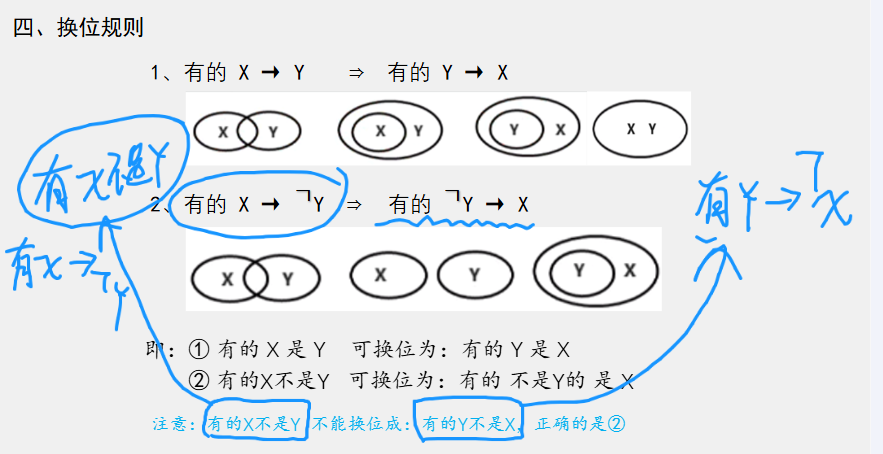 四、换位规则
1、有的 X → Y ⇒ 有的 Y → X
X Y X Y Y X X Y
有X不是Y
2、有的 X → ¬Y ⇒ 有的 ¬Y → X
有Y→¬X
有X→¬Y
X Y X Y Y X
即：① 有的 X 是 Y 可换位为：有的 Y 是 X
② 有的X不是Y 可换位为：有的 不是Y的 是 X
注意：有的X不是Y 不能换位成：有的Y不是X，正确的是②